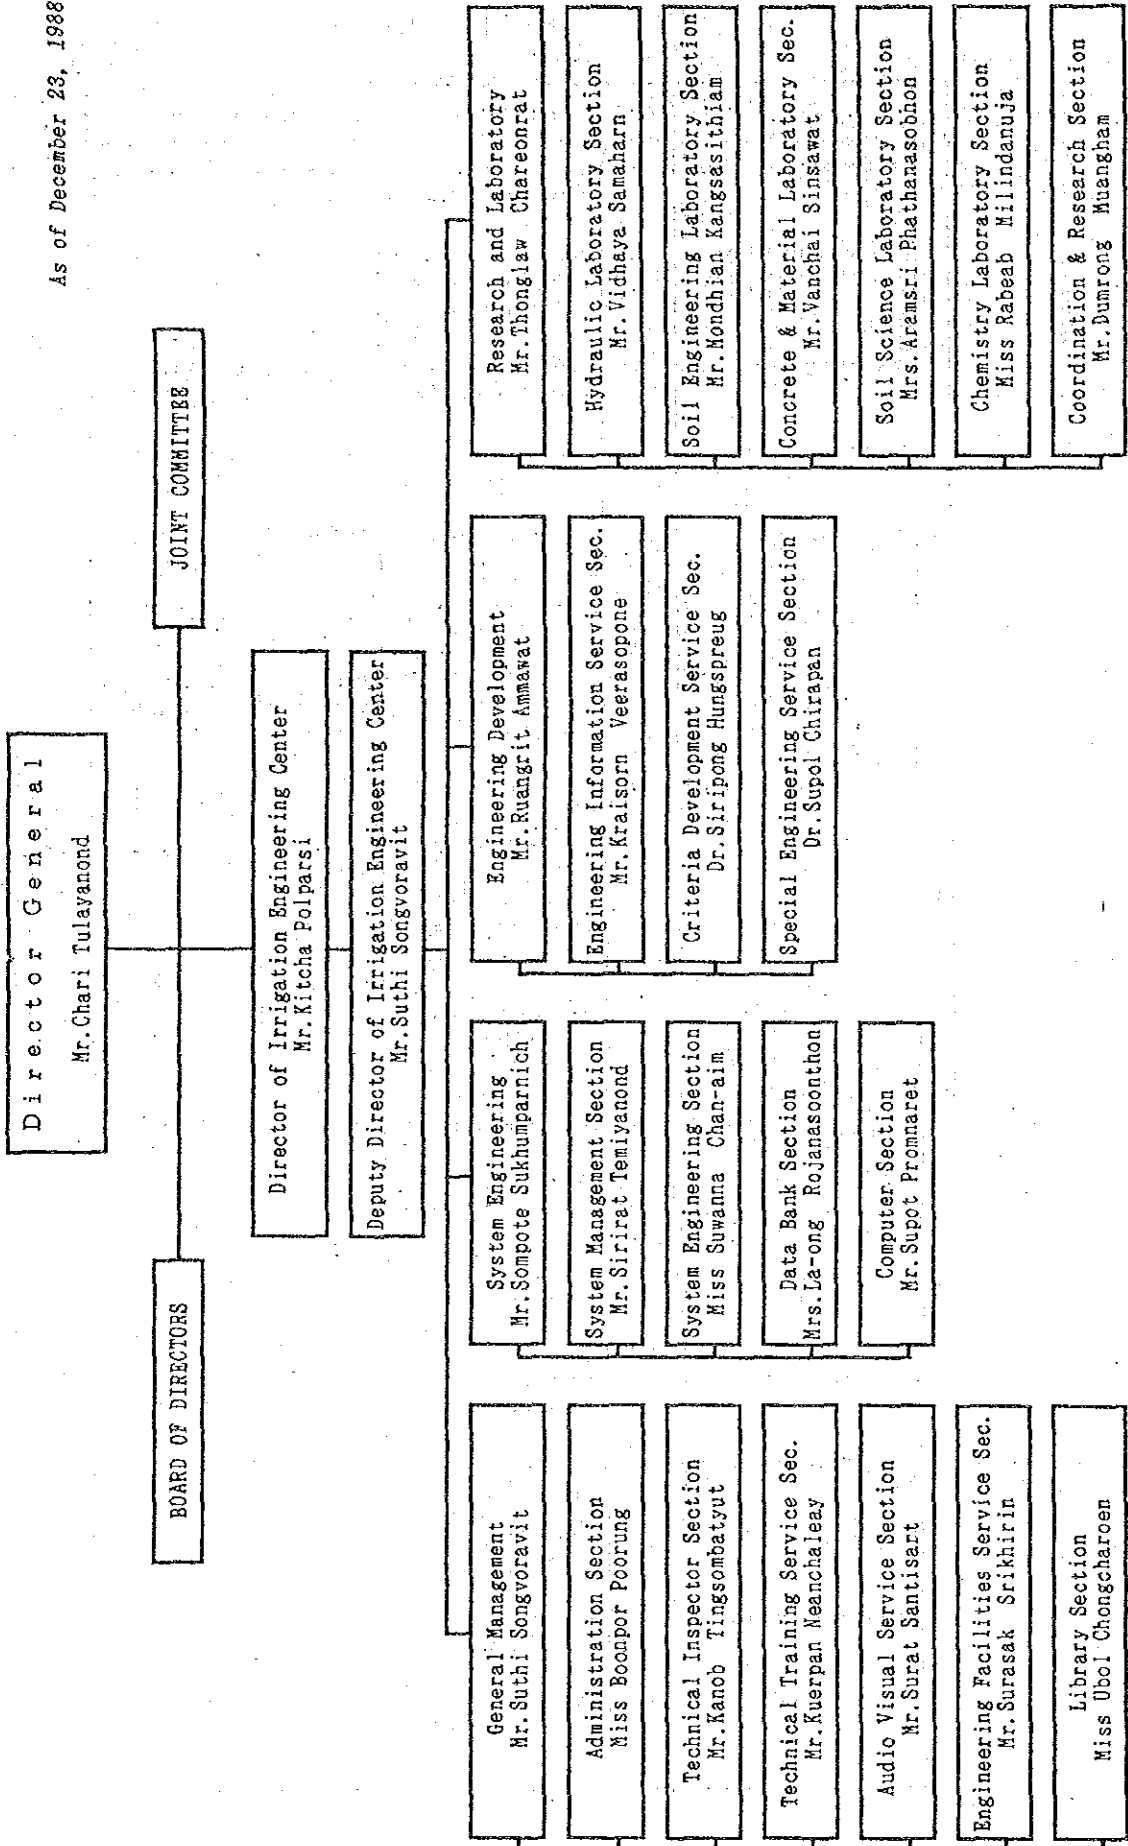 As of December 23, 1988
Director General
Mr.Chari Tulayanond
BOARD OF DIRECTORS
JOINT COMMITTEE
Director of Irrigation Engineering Center
Mr.Kitcha Polparsi
Deputy Director of Irrigation Engineering Center
Mr.Suthi Songvoravit
General Management
Mr.Suthi Songvoravit
Administration Section
Miss Boonpor Poorung
Technical Inspector Section
Mr.Kanob Tingsombatyut
Technical Training Service Sec.
Mr.Kuerpan Neanchaleay
Audio Visual Service Section
Mr.Surat Santisart
Engineering Facilities Service Sec.
Mr.Surasak Srikhirin
Library Section
Miss Ubol Chongcharoen
System Engineering
Mr.Sompote Sukhumparnich
System Management Section
Mr.Sirirat Temiyanond
System Engineering Section
Miss Suwanna Chan-aim
Data Bank Section
Mrs.La-ong Rojanasoonthon
Computer Section
Mr.Supot Promnaret
Engineering Development
Mr.Ruangrit Ammawat
Engineering Information Service Sec.
Mr.Kraisorn Veerasopone
Criteria Development Service Sec.
Dr.Siripong Hungspreug
Special Engineering Service Section
Dr.Supol Chirapan
Research and Laboratory
Mr.Thonglaw Chareonrat
Hydraulic Laboratory Section
Mr.Vidhaya Samaharn
Soil Engineering Laboratory Section
Mr.Mondhian Kangsasithiam
Concrete & Material Laboratory Sec.
Mr.Vanchai Sinsawat
Soil Science Laboratory Section
Mrs.Aramsri Phathanasobhon
Chemistry Laboratory Section
Miss Rabeab Milindanuja
Coordination & Research Section
Mr.Dumrong Muangham